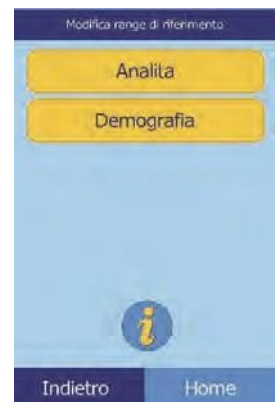 Modifica range di riferimento
Analita
Demografia
i
Indietro
Home